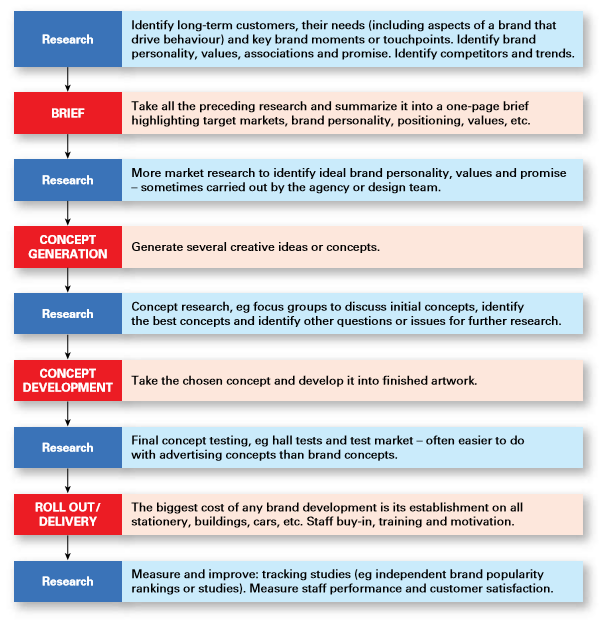 Research
Identify long-term customers, their needs (including aspects of a brand that
drive behaviour) and key brand moments or touchpoints. Identify brand
personality, values, associations and promise. Identify competitors and trends.
BRIEF
Take all the preceding research and summarize it into a one-page brief
highlighting target markets, brand personality, positioning, values, etc.
Research
More market research to identify ideal brand personality, values and promise
– sometimes carried out by the agency or design team.
CONCEPT
GENERATION
Generate several creative ideas or concepts.
Research
Concept research, eg focus groups to discuss initial concepts, identify
the best concepts and identify other questions or issues for further research.
CONCEPT
DEVELOPMENT
Take the chosen concept and develop it into finished artwork.
Research
Final concept testing, eg hall tests and test market – often easier to do
with advertising concepts than brand concepts.
ROLL OUT/
DELIVERY
The biggest cost of any brand development is its establishment on all
stationery, buildings, cars, etc. Staff buy-in, training and motivation.
Research
Measure and improve: tracking studies (eg independent brand popularity
rankings or studies). Measure staff performance and customer satisfaction.